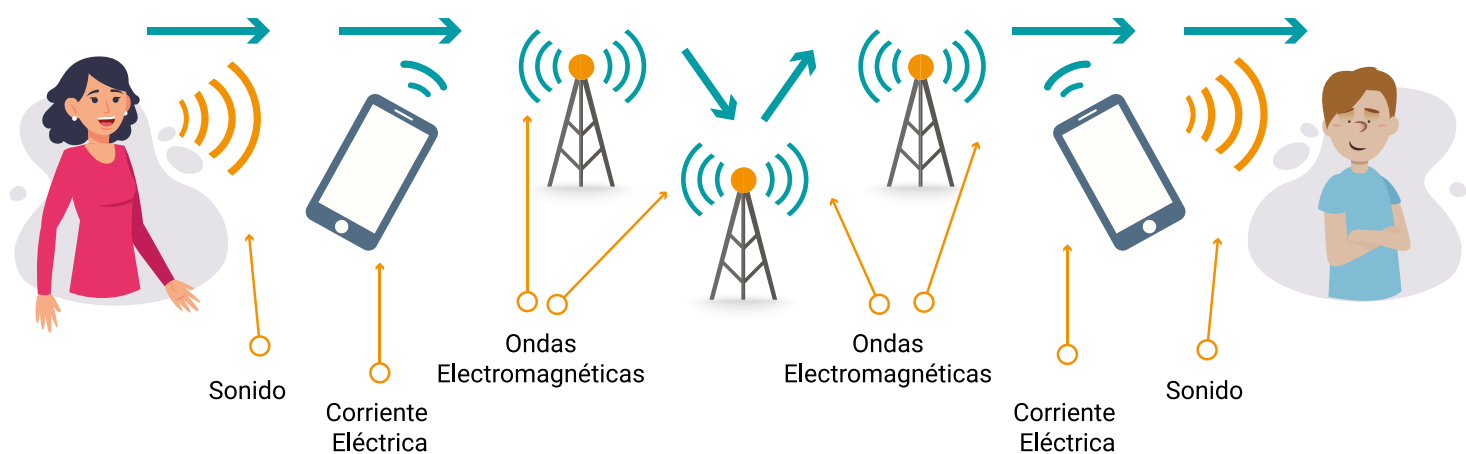 Sonido
Corriente
Eléctrica
Ondas
Electromagnéticas
Ondas
Electromagnéticas
Corriente
Eléctrica
Sonido